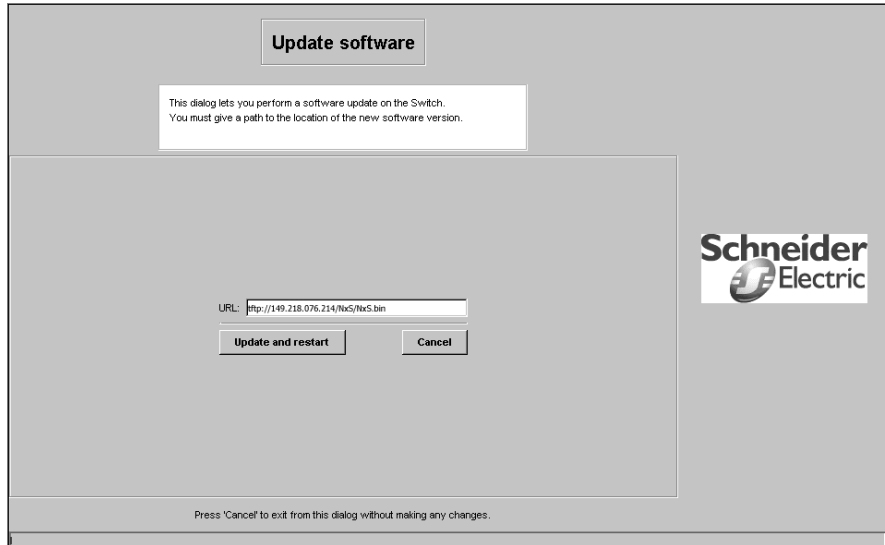 Update software
This dialog lets you perform a software update on the Switch.
You must give a path to the location of the new software version.
Schneider
Electric
URL: tftp://149.218.076.214/NxS/NxS.bin
Update and restart Cancel
Press 'Cancel' to exit from this dialog without making any changes.